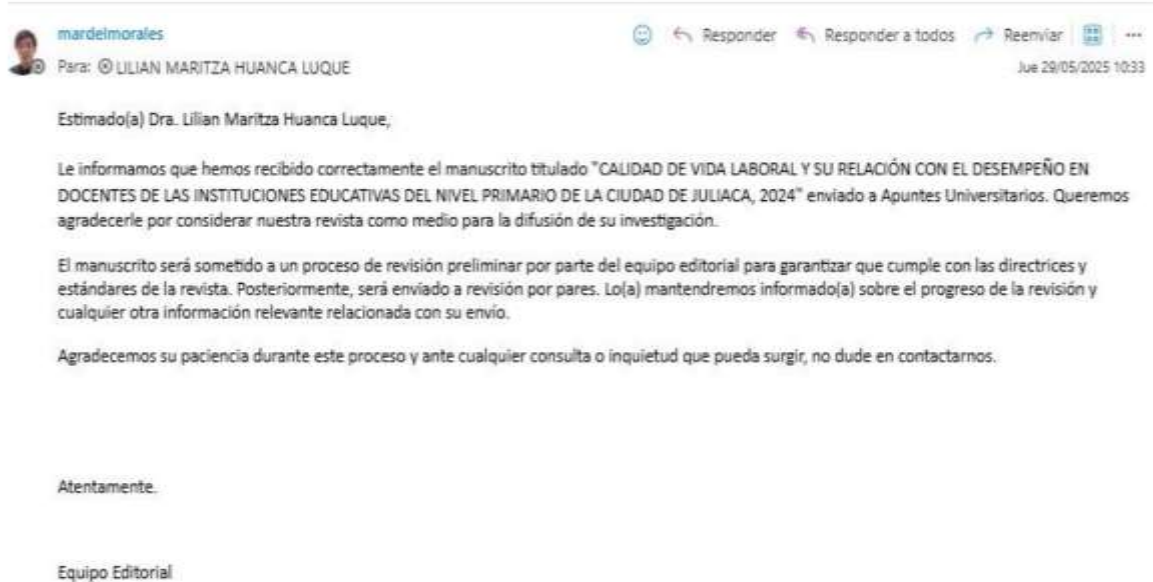 mardelmorales
Responder Responder a todos Reenviar ...
Para: LILIAN MARITZA HUANCA LUQUE
Jue 29/05/2025 10:33
Estimado(a) Dra. Lilian Maritza Huanca Luque,
Le informamos que hemos recibido correctamente el manuscrito titulado "CALIDAD DE VIDA LABORAL Y SU RELACIÓN CON EL DESEMPEÑO EN
DOCENTES DE LAS INSTITUCIONES EDUCATIVAS DEL NIVEL PRIMARIO DE LA CIUDAD DE JULIACA, 2024" enviado a Apuntes Universitarios. Queremos
agradecerle por considerar nuestra revista como medio para la difusión de su investigación.
El manuscrito será sometido a un proceso de revisión preliminar por parte del equipo editorial para garantizar que cumple con las directrices y
estándares de la revista. Posteriormente, será enviado a revisión por pares. Lo(a) mantendremos informado(a) sobre el progreso de la revisión y
cualquier otra información relevante relacionada con su envío.
Agradecemos su paciencia durante este proceso y ante cualquier consulta o inquietud que pueda surgir, no dude en contactarnos.
Atentamente.
Equipo Editorial